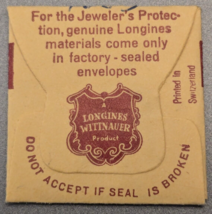 For the Jeweler's Protec-
tion, genuine Longines
materials come only
in factory - sealed
envelopes
Printed in
Switzerland
A
LONGINES
WITTNAUER
Product
DO NOT ACCEPT IF SEAL IS BROKEN